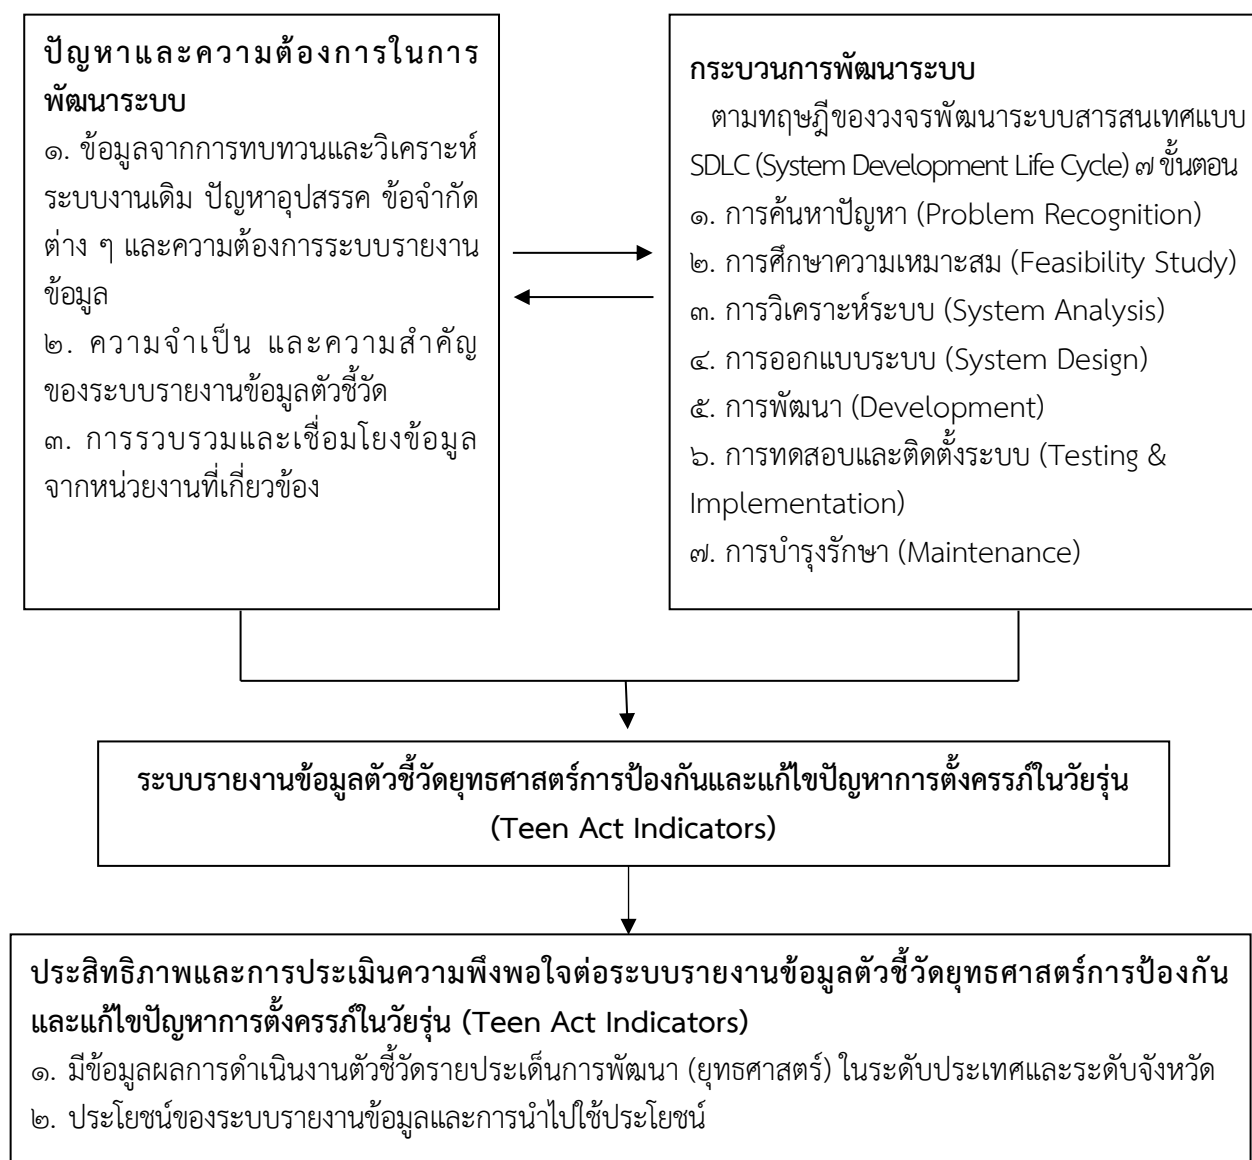 ปัญหาและความต้องการในการ
พัฒนาระบบ
๑. ข้อมูลจากการทบทวนและวิเคราะห์
ระบบงานเดิม ปัญหาอุปสรรค ข้อจำกัด
ต่าง ๆ และความต้องการระบบรายงาน
ข้อมูล
๒. ความจำเป็น และความสำคัญ
ของระบบรายงานข้อมูลตัวชี้วัด
๓. การรวบรวมและเชื่อมโยงข้อมูล
จากหน่วยงานที่เกี่ยวข้อง
กระบวนการพัฒนาระบบ
ตามทฤษฎีของวงจรพัฒนาระบบสารสนเทศแบบ
SDLC (System Development Life Cycle) ๗ ขั้นตอน
๑. การค้นหาปัญหา (Problem Recognition)
๒. การศึกษาความเหมาะสม (Feasibility Study)
๓. การวิเคราะห์ระบบ (System Analysis)
๔. การออกแบบระบบ (System Design)
๕. การพัฒนา (Development)
๖. การทดสอบและติดตั้งระบบ (Testing &
Implementation)
๗. การบำรุงรักษา (Maintenance)
ระบบรายงานข้อมูลตัวชี้วัดยุทธศาสตร์การป้องกันและแก้ไขปัญหาการตั้งครรภ์ในวัยรุ่น
(Teen Act Indicators)
ประสิทธิภาพและการประเมินความพึงพอใจต่อระบบรายงานข้อมูลตัวชี้วัดยุทธศาสตร์การป้องกัน
และแก้ไขปัญหาการตั้งครรภ์ในวัยรุ่น (Teen Act Indicators)
๑. มีข้อมูลผลการดำเนินงานตัวชี้วัดรายประเด็นการพัฒนา (ยุทธศาสตร์) ในระดับประเทศและระดับจังหวัด
๒. ประโยชน์ของระบบรายงานข้อมูลและการนำไปใช้ประโยชน์